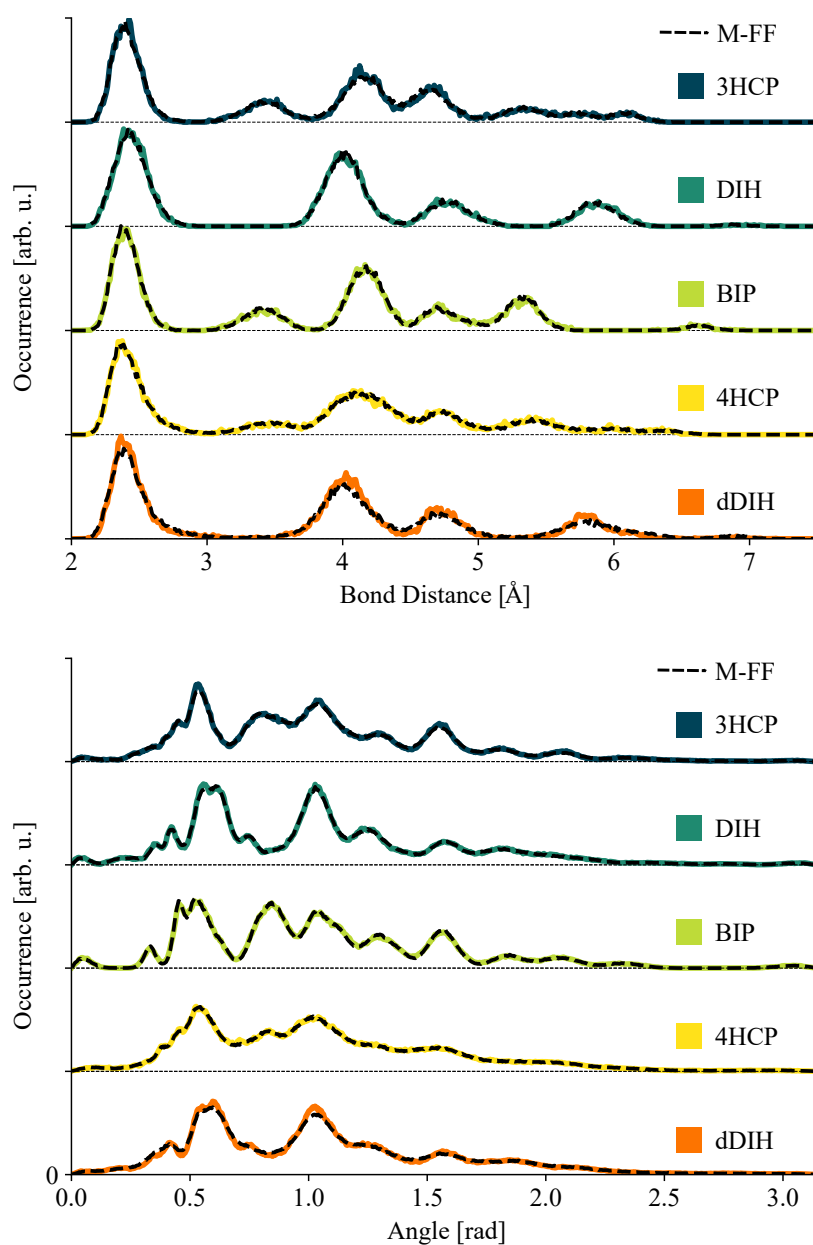 M-FF
3HCP
DIH
BIP
4HCP
dDIH
Occurrence [arb. u.]
2 3 4 5 6 7
Bond Distance [Å]
M-FF
3HCP
DIH
BIP
4HCP
dDIH
Occurrence [arb. u.]
0
0.0 0.5 1.0 1.5 2.0 2.5 3.0
Angle [rad]